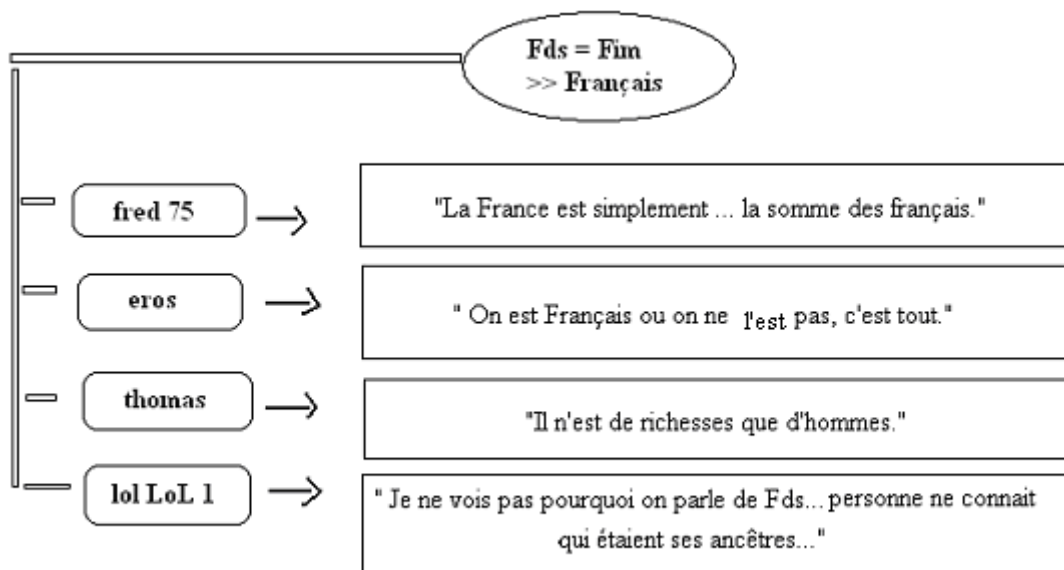 Fds = Fim
>> Français
fred 75
"La France est simplement ... la somme des français."
eros
" On est Français ou on ne l'est pas, c'est tout."
thomas
"Il n'est de richesses que d'hommes."
lol LoL 1
" Je ne vois pas pourquoi on parle de Fds... personne ne connait
qui étaient ses ancêtres..."